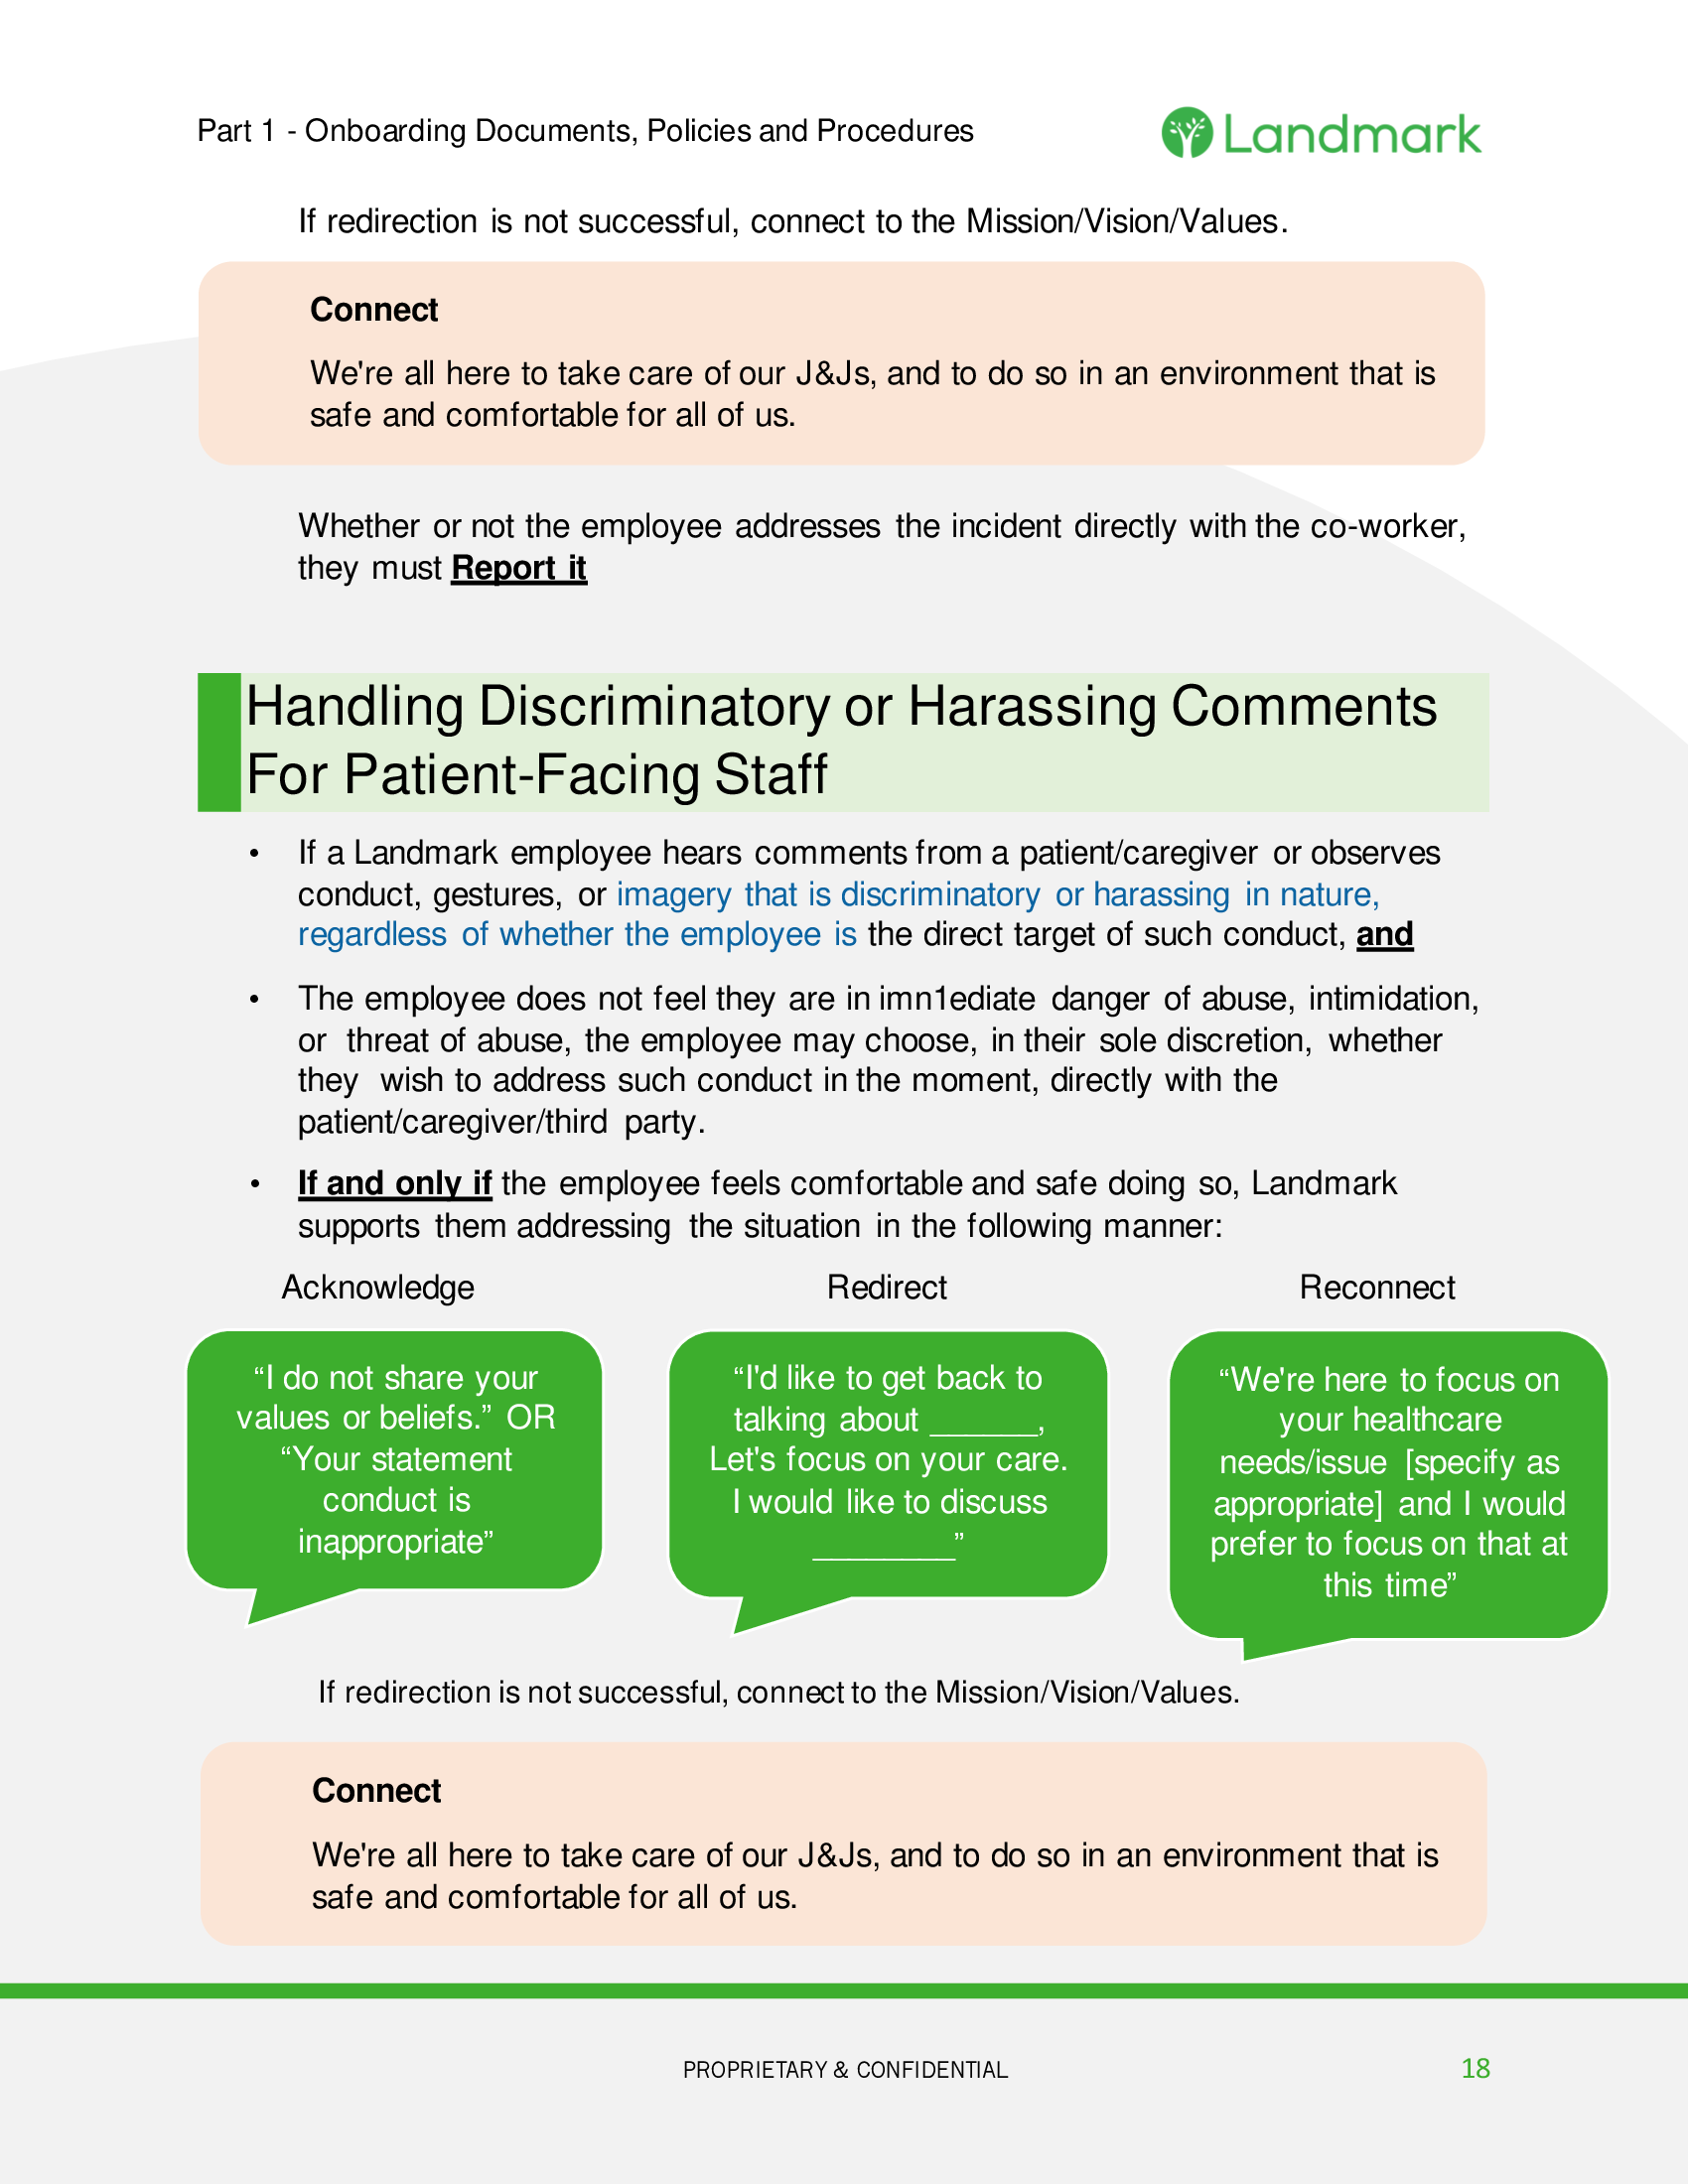 Part 1 - Onboarding Documents, Policies and Procedures
Landmark
If redirection is not successful, connect to the Mission/Vision/Values.
Connect
We're all here to take care of our J&Js, and to do so in an environment that is
safe and comfortable for all of us.
Whether or not the employee addresses the incident directly with the co-worker,
they must Report it
Handling Discriminatory or Harassing Comments
For Patient-Facing Staff
• If a Landmark employee hears comments from a patient/caregiver or observes
conduct, gestures, or imagery that is discriminatory or harassing in nature,
regardless of whether the employee is the direct target of such conduct, and
• The employee does not feel they are in imn1ediate danger of abuse, intimidation,
or threat of abuse, the employee may choose, in their sole discretion, whether
they wish to address such conduct in the moment, directly with the
patient/caregiver/third party.
• If and only if the employee feels comfortable and safe doing so, Landmark
supports them addressing the situation in the following manner:
Acknowledge
“I do not share your
values or beliefs.” OR
“Your statement
conduct is
inappropriate”
Redirect
“I'd like to get back to
talking about ______,
Let's focus on your care.
I would like to discuss
________”
Reconnect
“We're here to focus on
your healthcare
needs/issue [specify as
appropriate] and I would
prefer to focus on that at
this time”
If redirection is not successful, connect to the Mission/Vision/Values.
Connect
We're all here to take care of our J&Js, and to do so in an environment that is
safe and comfortable for all of us.
PROPRIETARY & CONFIDENTIAL
18